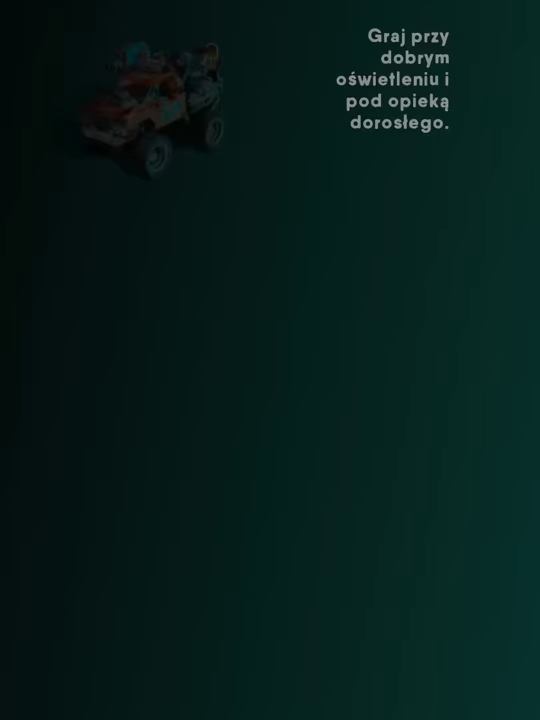 Graj przy
dobrym
oświetleniu i
pod opieką
dorosłego.